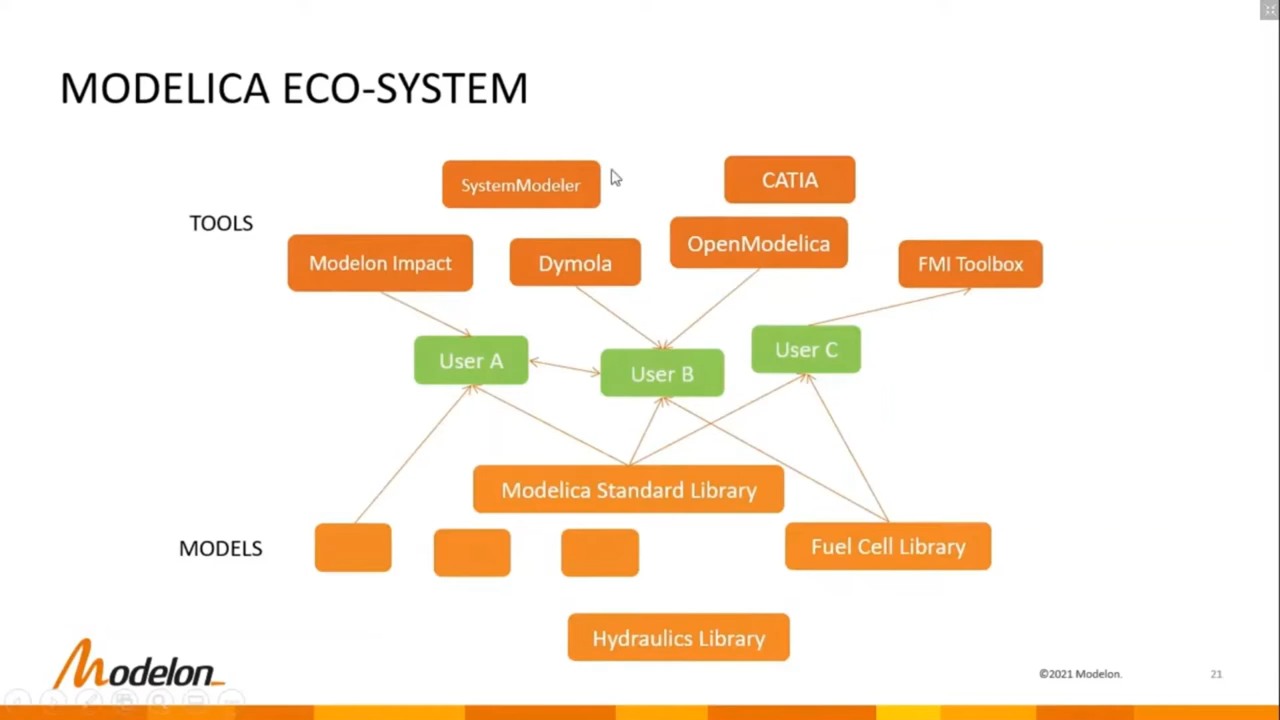 MODELICA ECO-SYSTEM
SystemModeler
CATIA
TOOLS
OpenModelica
Modelon Impact
Dymola
FMI Toolbox
User A
User B
User C
Modelica Standard Library
MODELS
Fuel Cell Library
Hydraulics Library
Modelon
©2021 Modelon.
21